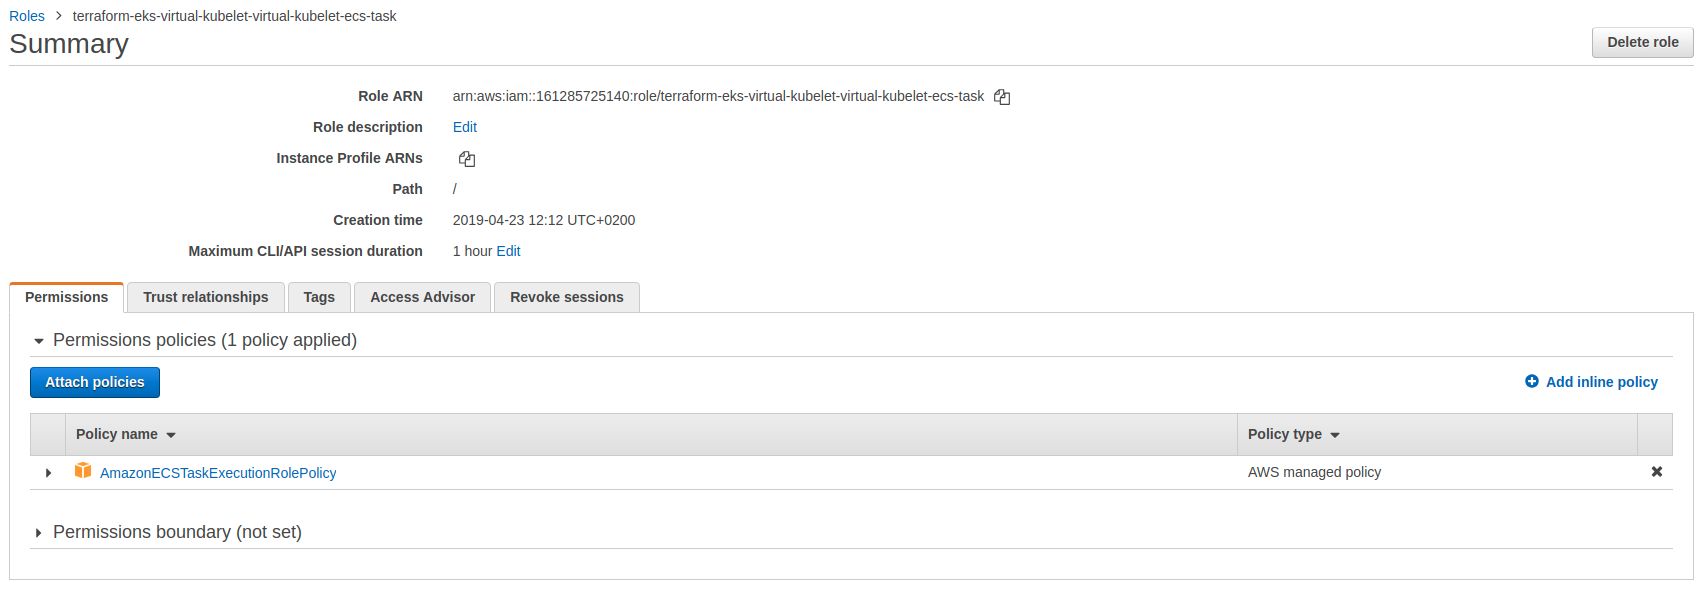 Roles > terraform-eks-virtual-kubelet-virtual-kubelet-ecs-task
Summary
Delete role
Role ARN arn:aws:iam::161285725140:role/terraform-eks-virtual-kubelet-virtual-kubelet-ecs-task
Role description Edit
Instance Profile ARNs
Path /
Creation time 2019-04-23 12:12 UTC+0200
Maximum CLI/API session duration 1 hour Edit
Permissions Trust relationships Tags Access Advisor Revoke sessions
Permissions policies (1 policy applied)
Attach policies Add inline policy
Policy name Policy type
AmazonECSTaskExecutionRolePolicy AWS managed policy
Permissions boundary (not set)